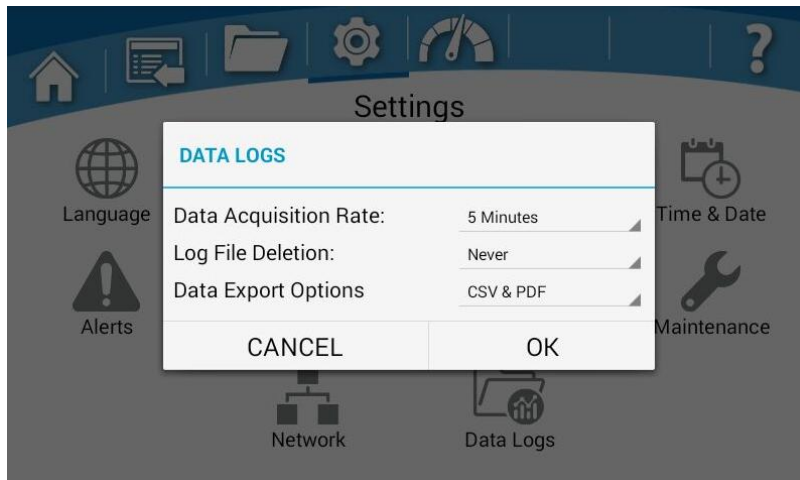 ?
Settings
DATA LOGS
Language
Data Acquisition Rate: 5 Minutes
Time & Date
Log File Deletion: Never
Data Export Options CSV & PDF
Alerts
Maintenance
CANCEL OK
Network Data Logs